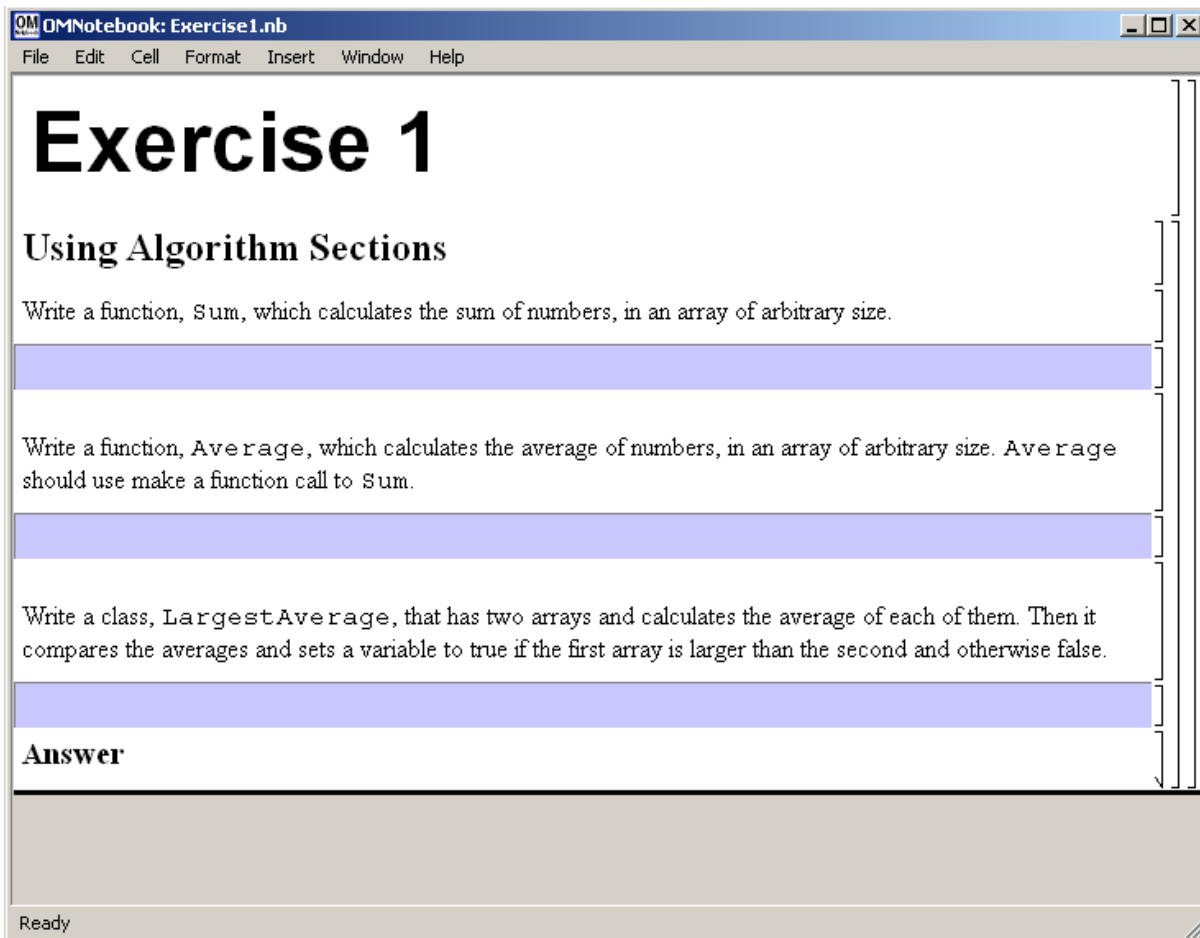 OMNotebook: Exercise1.nb
File Edit Cell Format Insert Window Help
Exercise 1
Using Algorithm Sections
Write a function, Sum, which calculates the sum of numbers, in an array of arbitrary size.
Write a function, Average, which calculates the average of numbers, in an array of arbitrary size. Average
should use make a function call to Sum.
Write a class, LargestAverage, that has two arrays and calculates the average of each of them. Then it
compares the averages and sets a variable to true if the first array is larger than the second and otherwise false.
Answer
Ready